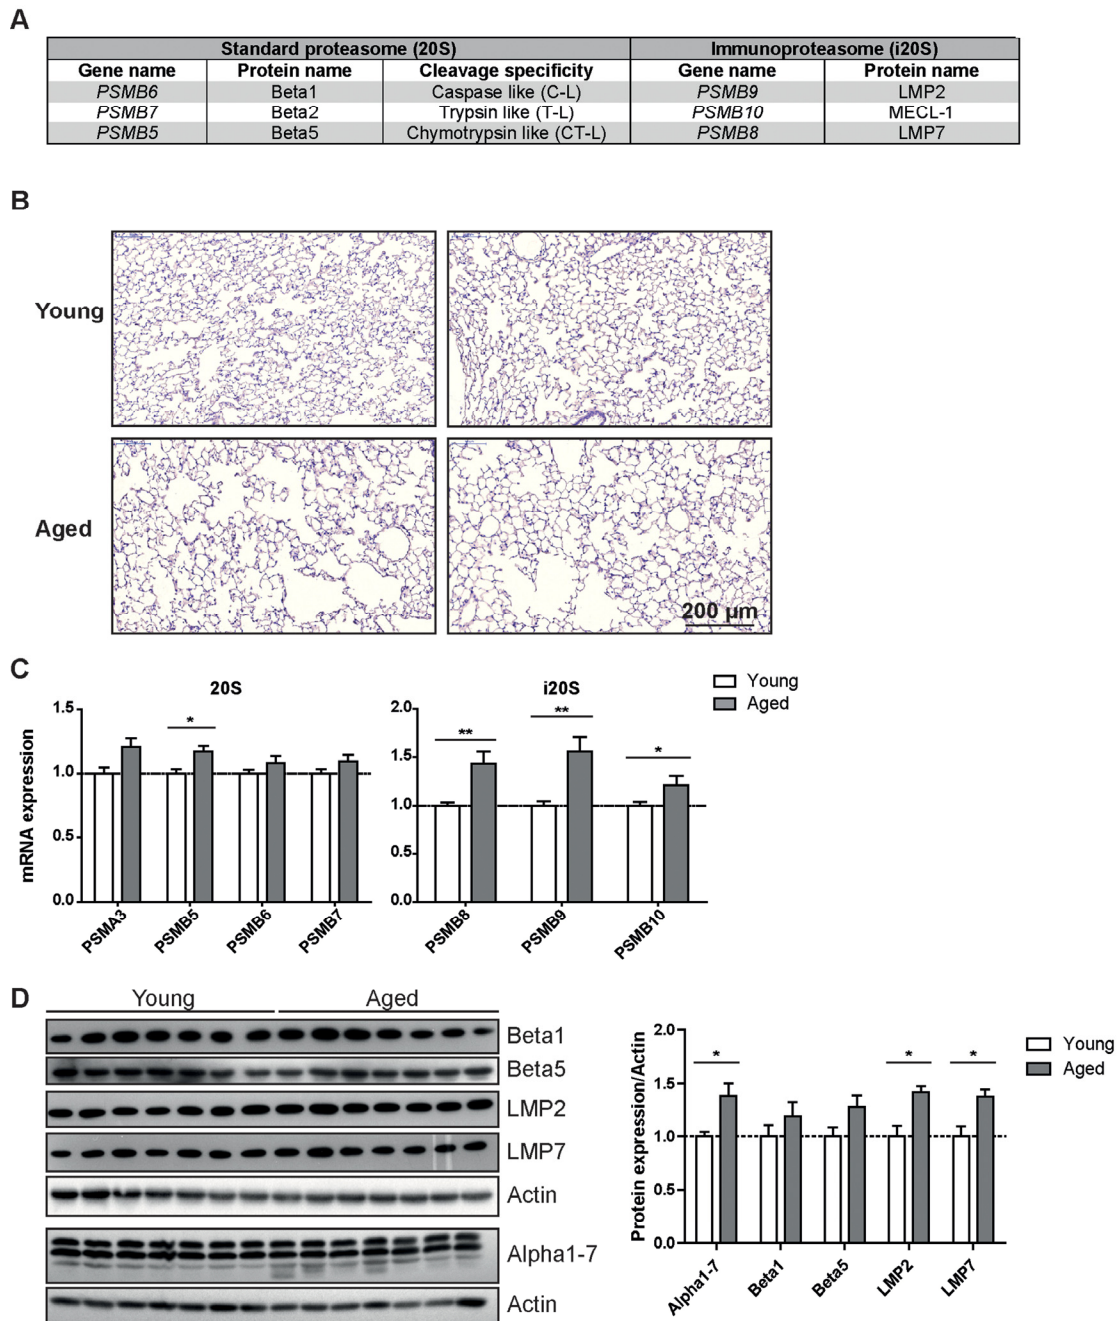 A
Standard proteasome (20S) Immunoproteasome (i20S)
Gene name Protein name Cleavage specificity Gene name Protein name
PSMB6 Beta1 Caspase like (C-L) PSMB9 LMP2
PSMB7 Beta2 Trypsin like (T-L) PSMB10 MECL-1
PSMB5 Beta5 Chymotrypsin like (CT-L) PSMB8 LMP7
B
Young
Aged
200 µm
C
20S
mRNA expression
1.5
1.0
0.5
0.0
*
PSMA3
PSMB5
PSMB6
PSMB7
i20S
2.0
1.5
1.0
0.5
0.0
**
**
*
PSMB8
PSMB9
PSMB10
Young
Aged
D
Young Aged
Beta1
Beta5
LMP2
LMP7
Actin
Alpha1-7
Actin
Protein expression/Actin
2.0
1.5
1.0
0.5
0.0
*
*
*
Alpha1-7
Beta1
Beta5
LMP2
LMP7
Young
Aged